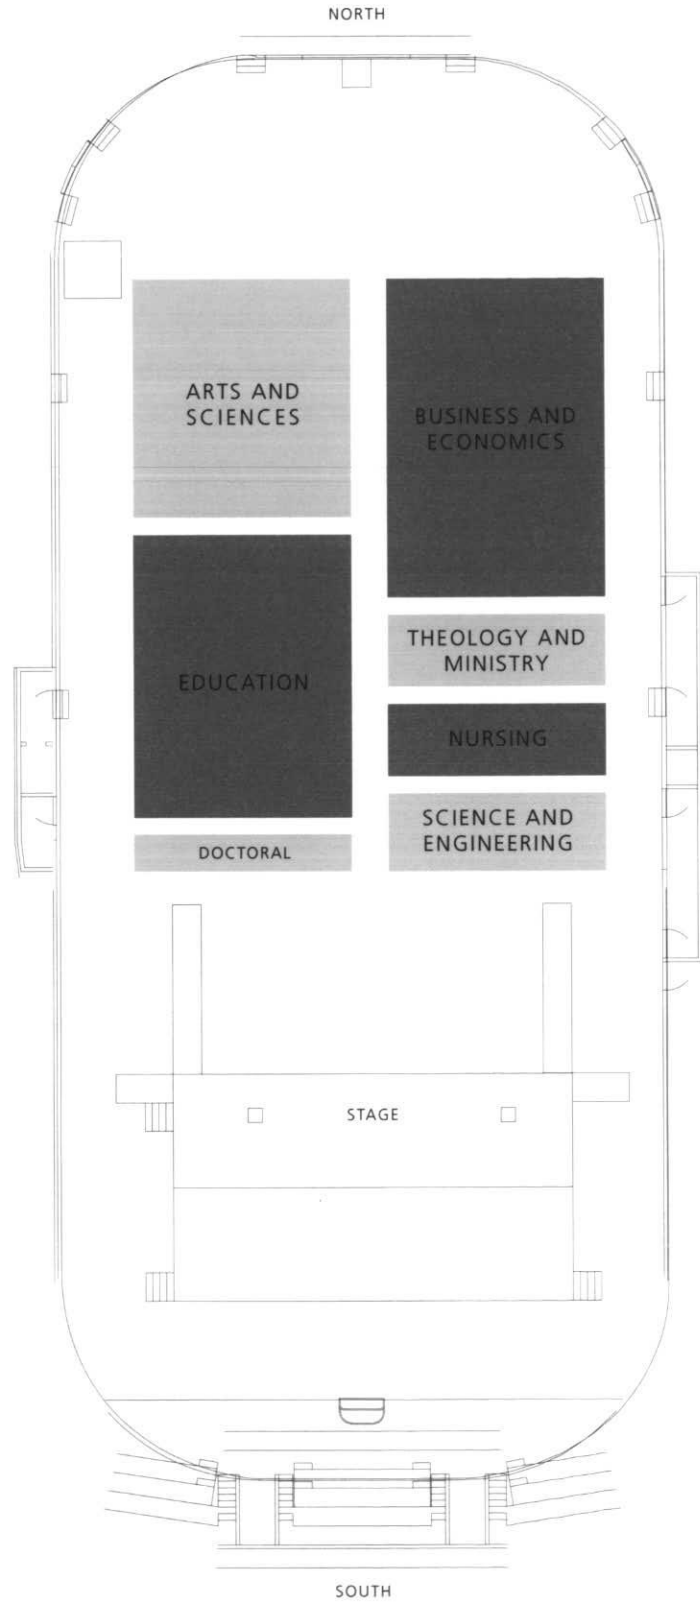 NORTH
ARTS AND
SCIENCES
BUSINESS AND
ECONOMICS
EDUCATION
THEOLOGY AND
MINISTRY
NURSING
SCIENCE AND
ENGINEERING
DOCTORAL
STAGE
SOUTH